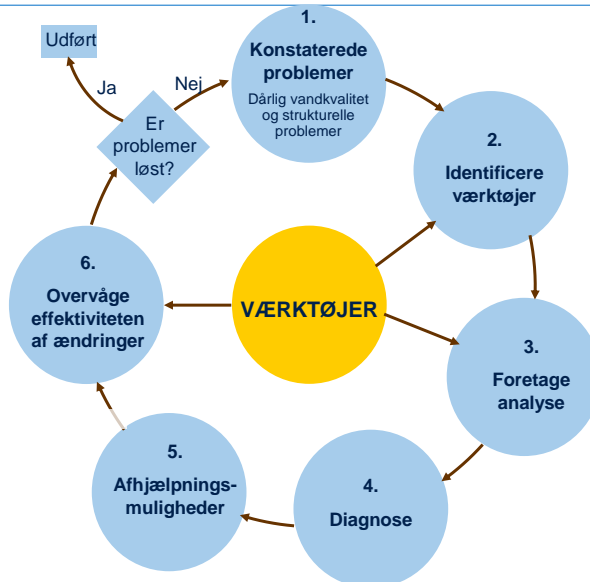 1.
Konstaterede
problemer
Dårlig vandkvalitet
og strukturelle
problemer
2.
Identificere
værktøjer
3.
Foretage
analyse
4.
Diagnose
5.
Afhjælpnings-
muligheder
6.
Overvåge
effektiviteten
af ændringer
Er
problemer
løst?
Ja
Nej
Udført
VÆRKTØJER